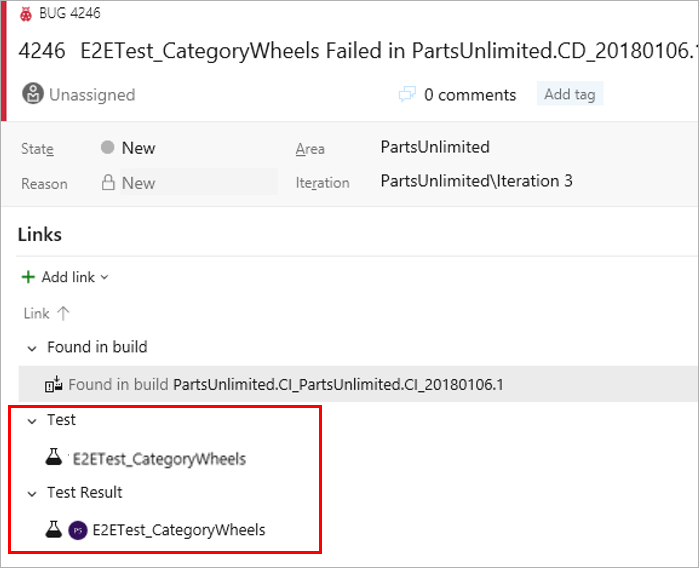 BUG 4246
4246 E2ETest_CategoryWheels Failed in PartsUnlimited.CD_20180106.1
Unassigned
0 comments
Add tag
State New
Area PartsUnlimited
Reason New
Iteration PartsUnlimited\Iteration 3
Links
+ Add link
Link ↑
Found in build
Found in build PartsUnlimited.CI_PartsUnlimited.CI_20180106.1
Test
E2ETest_CategoryWheels
Test Result
PS E2ETest_CategoryWheels